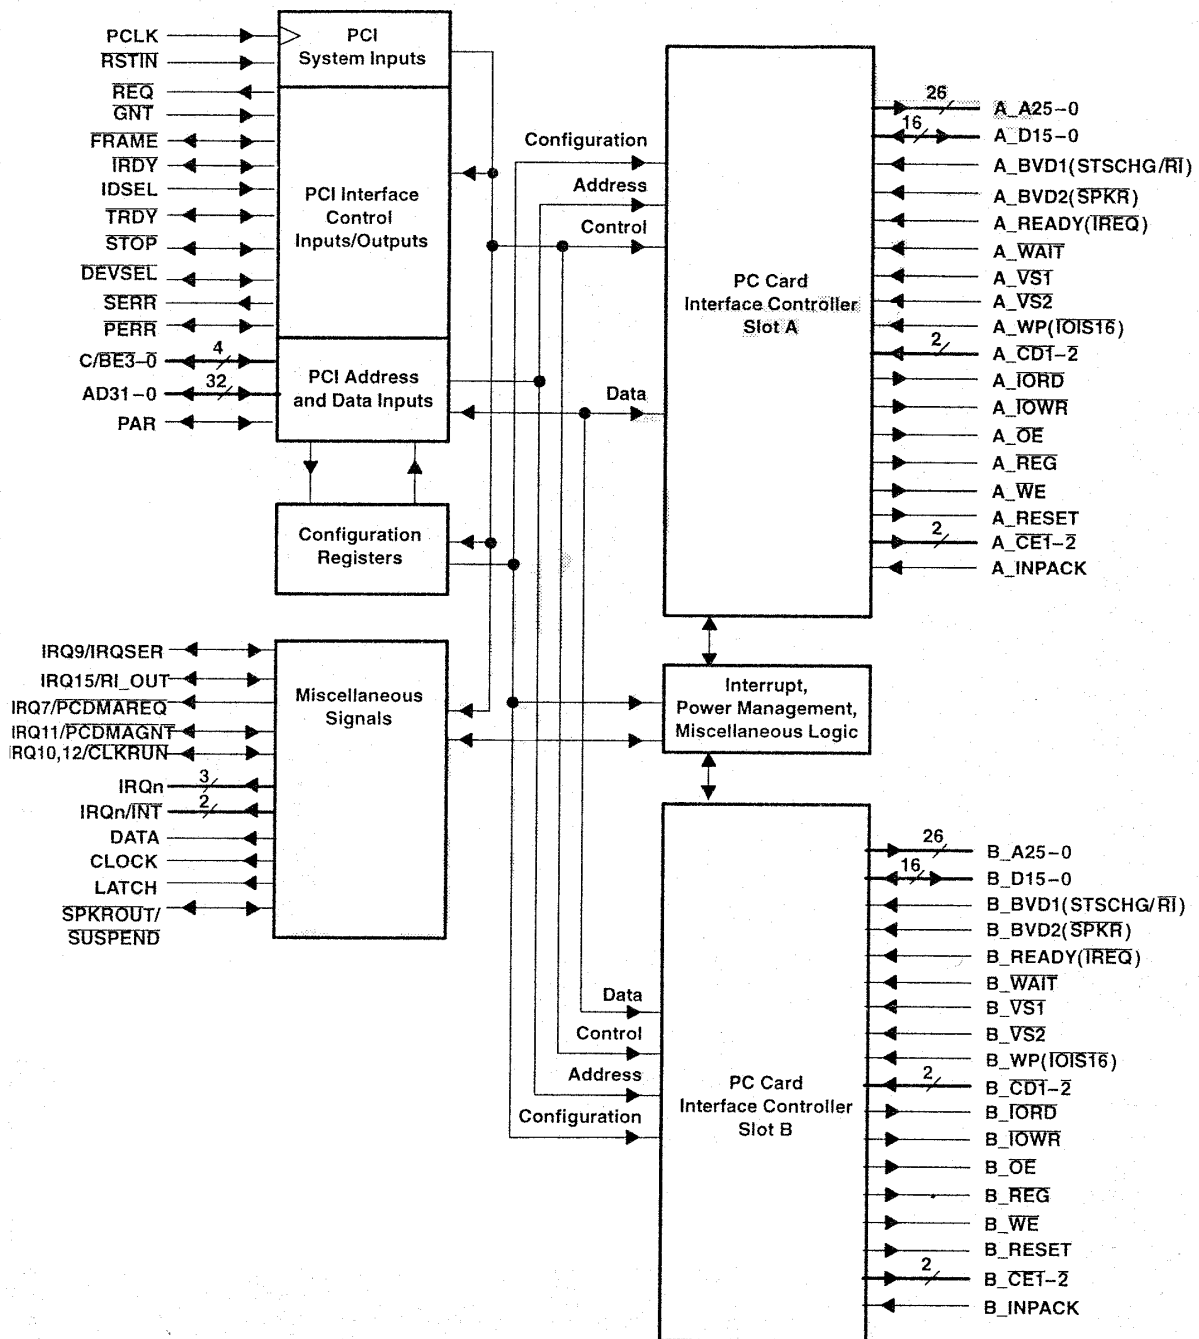 PCLK
RSTIN
REQ
GNT
FRAME
IRDY
IDSEL
TRDY
STOP
DEVSEL
SERR
PERR
C/BE3-0
4
AD31-0
32
PAR
PCI
System Inputs
PCI Interface
Control
Inputs/Outputs
PCI Address
and Data Inputs
Configuration
Registers
Configuration
Address
Control
Data
PC Card
Interface Controller
Slot A
26
A_A25-0
16
A_D15-0
A_BVD1(STSCHG/RI)
A_BVD2(SPKR)
A_READY(IREQ)
A_WAIT
A_VS1
A_VS2
A_WP(IOIS16)
2
A_CD1-2
A_IORD
A_IOWR
A_OE
A_REG
A_WE
A_RESET
2
A_CE1-2
A_INPACK
IRQ9/IRQSER
IRQ15/RI_OUT
IRQ7/PCDMAREQ
IRQ11/PCDMAGNT
RQ10,12/CLKRUN
IRQn
3
IRQn/INT
2
DATA
CLOCK
LATCH
SPKROUT/
SUSPEND
Miscellaneous
Signals
Interrupt,
Power Management,
Miscellaneous Logic
Data
Control
Address
Configuration
PC Card
Interface Controller
Slot B
26
B_A25-0
16
B_D15-0
B_BVD1(STSCHG/RI)
B_BVD2(SPKR)
B_READY(IREQ)
B_WAIT
B_VS1
B_VS2
B_WP(IOIS16)
2
B_CD1-2
B_IORD
B_IOWR
B_OE
B_REG
B_WE
B_RESET
2
B_CE1-2
B_INPACK